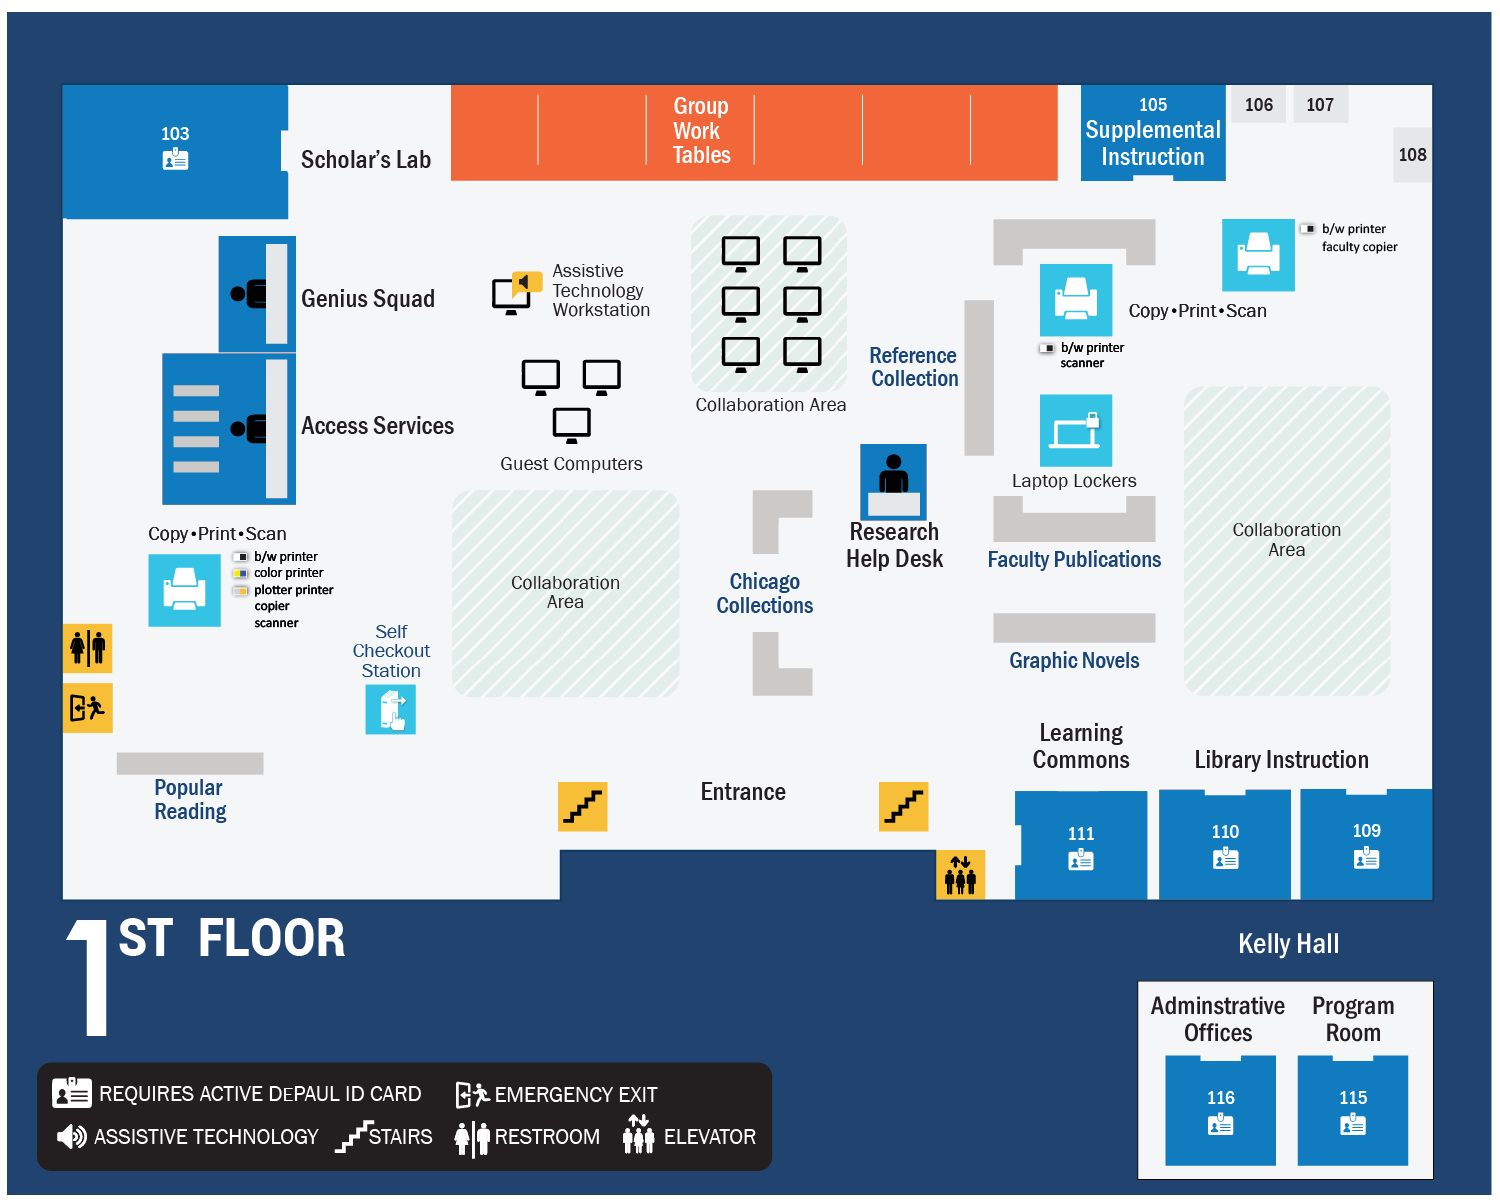 103
Scholar's Lab
Group
Work
Tables
105
Supplemental
Instruction
106
107
108
b/w printer
faculty copier
Genius Squad
Assistive
Technology
Workstation
Copy•Print•Scan
b/w printer
scanner
Reference
Collection
Collaboration Area
Access Services
Guest Computers
Laptop Lockers
Copy•Print•Scan
b/w printer
color printer
plotter printer
copier
scanner
Collaboration
Area
Research
Help Desk
Faculty Publications
Collaboration
Area
Chicago
Collections
Self
Checkout
Station
Graphic Novels
Popular
Reading
Entrance
Learning
Commons
Library Instruction
111
110
109
1ST FLOOR
Kelly Hall
Adminstrative
Offices
Program
Room
116
115
REQUIRES ACTIVE DEPAUL ID CARD
EMERGENCY EXIT
ASSISTIVE TECHNOLOGY
STAIRS
RESTROOM
ELEVATOR